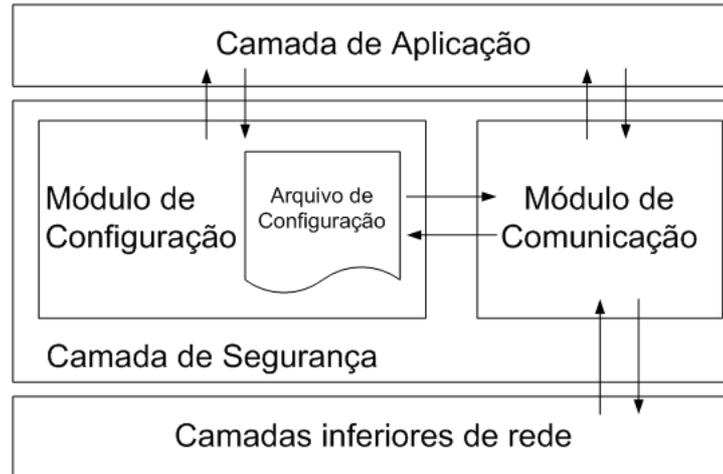 Camada de Aplicação
Módulo de
Configuração
Arquivo de
Configuração
Módulo de
Comunicação
Camada de Segurança
Camadas inferiores de rede